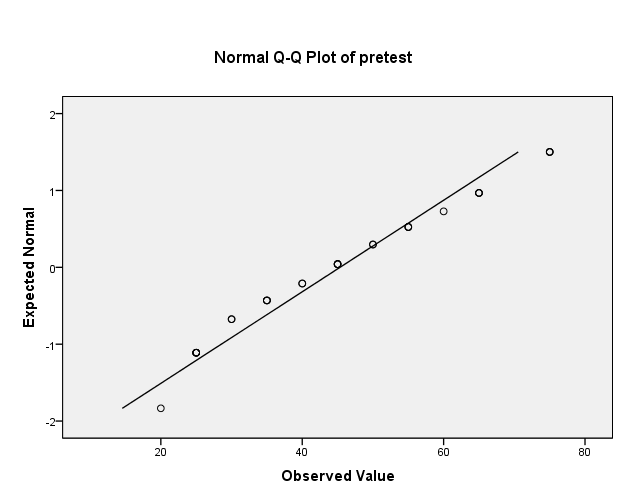 Normal Q-Q Plot of pretest
2
1
0
-1
-2
Expected Normal
20 40 60 80
Observed Value